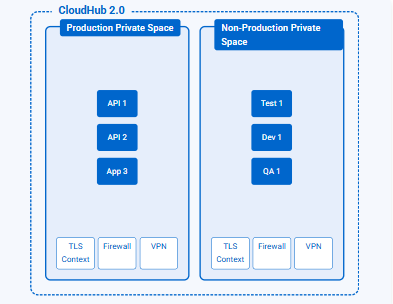 CloudHub 2.0
Production Private Space
API 1
API 2
App 3
TLS
Context
Firewall
VPN
Non-Production Private
Space
Test 1
Dev 1
QA 1
TLS
Context
Firewall
VPN